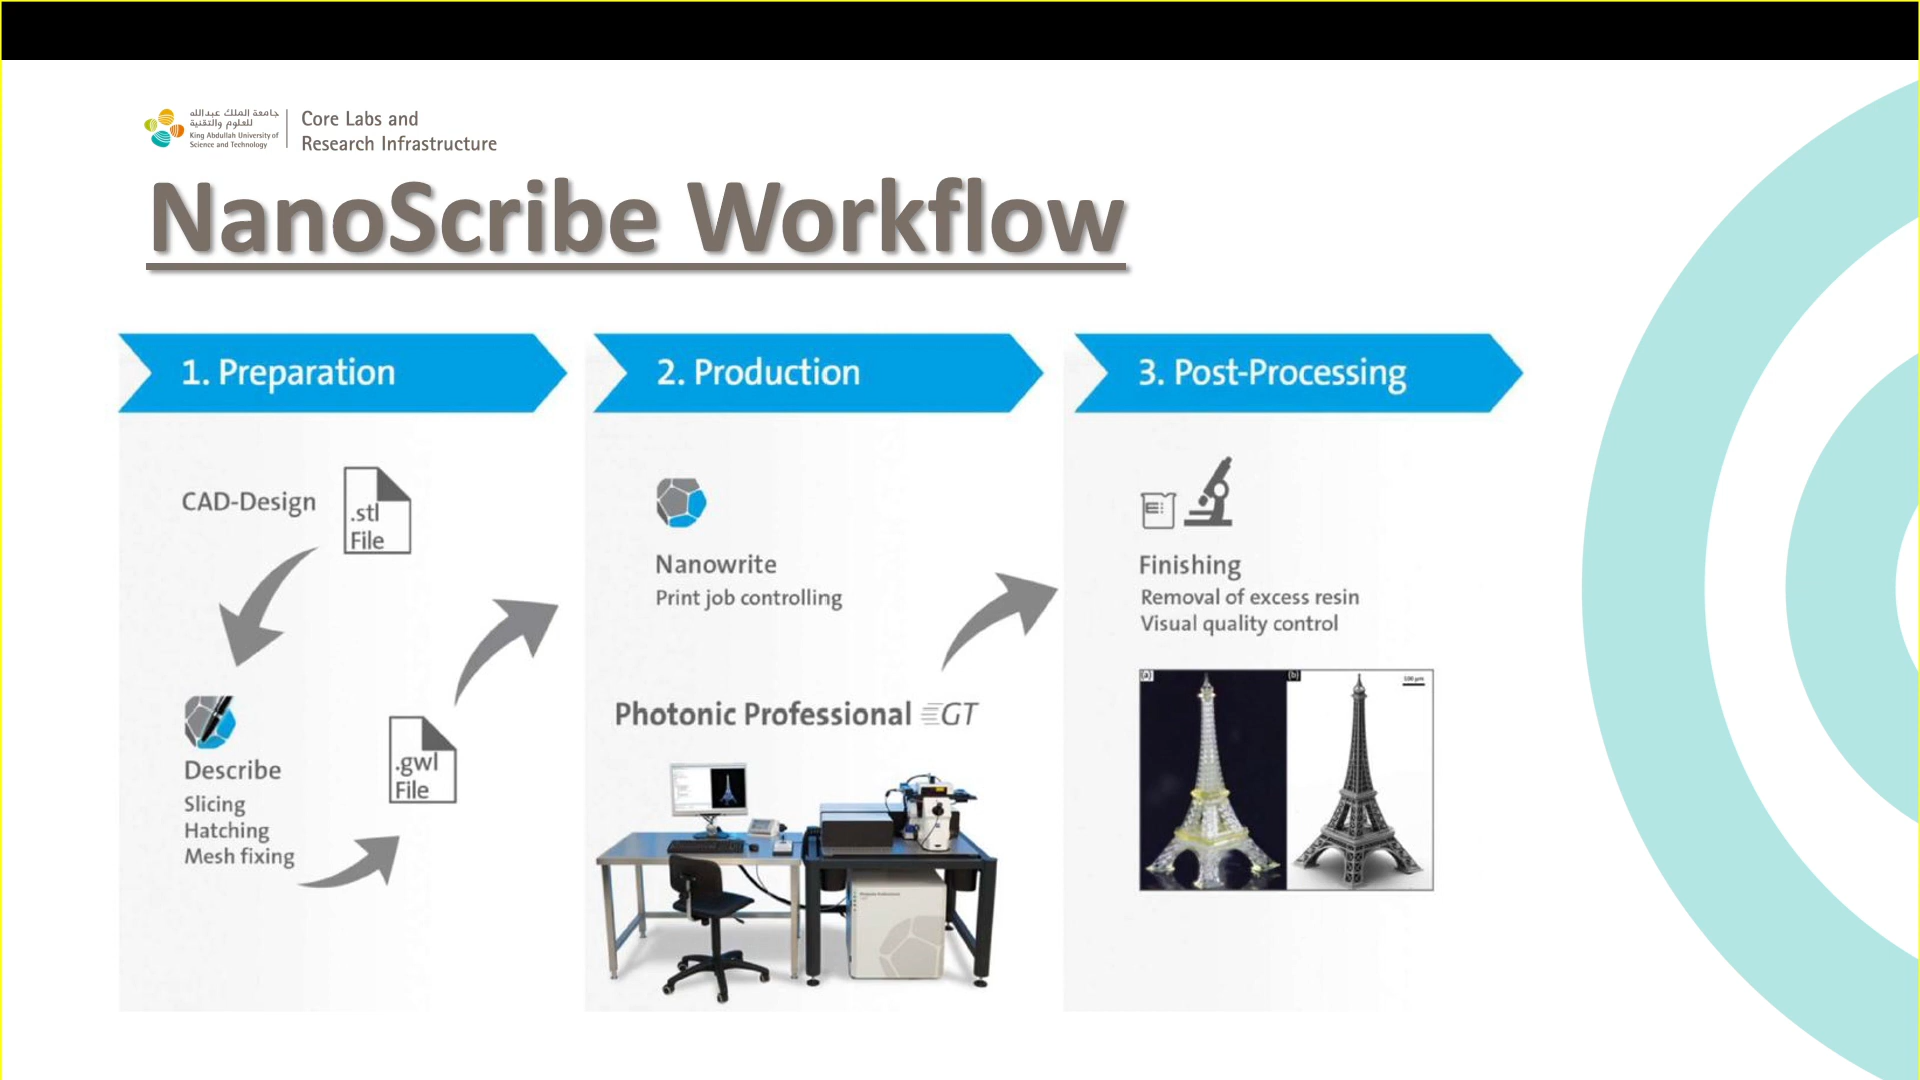 جامعة الملك عبدالله
للعلوم والتقنية
King Abdullah University of
Science and Technology
Core Labs and
Research Infrastructure
NanoScribe Workflow
1. Preparation
CAD-Design
.stl
File
Describe
Slicing
Hatching
Mesh fixing
.gwl
File
2. Production
Nanowrite
Print job controlling
Photonic Professional GT
3. Post-Processing
Finishing
Removal of excess resin
Visual quality control
(a)
(b)
100 µm